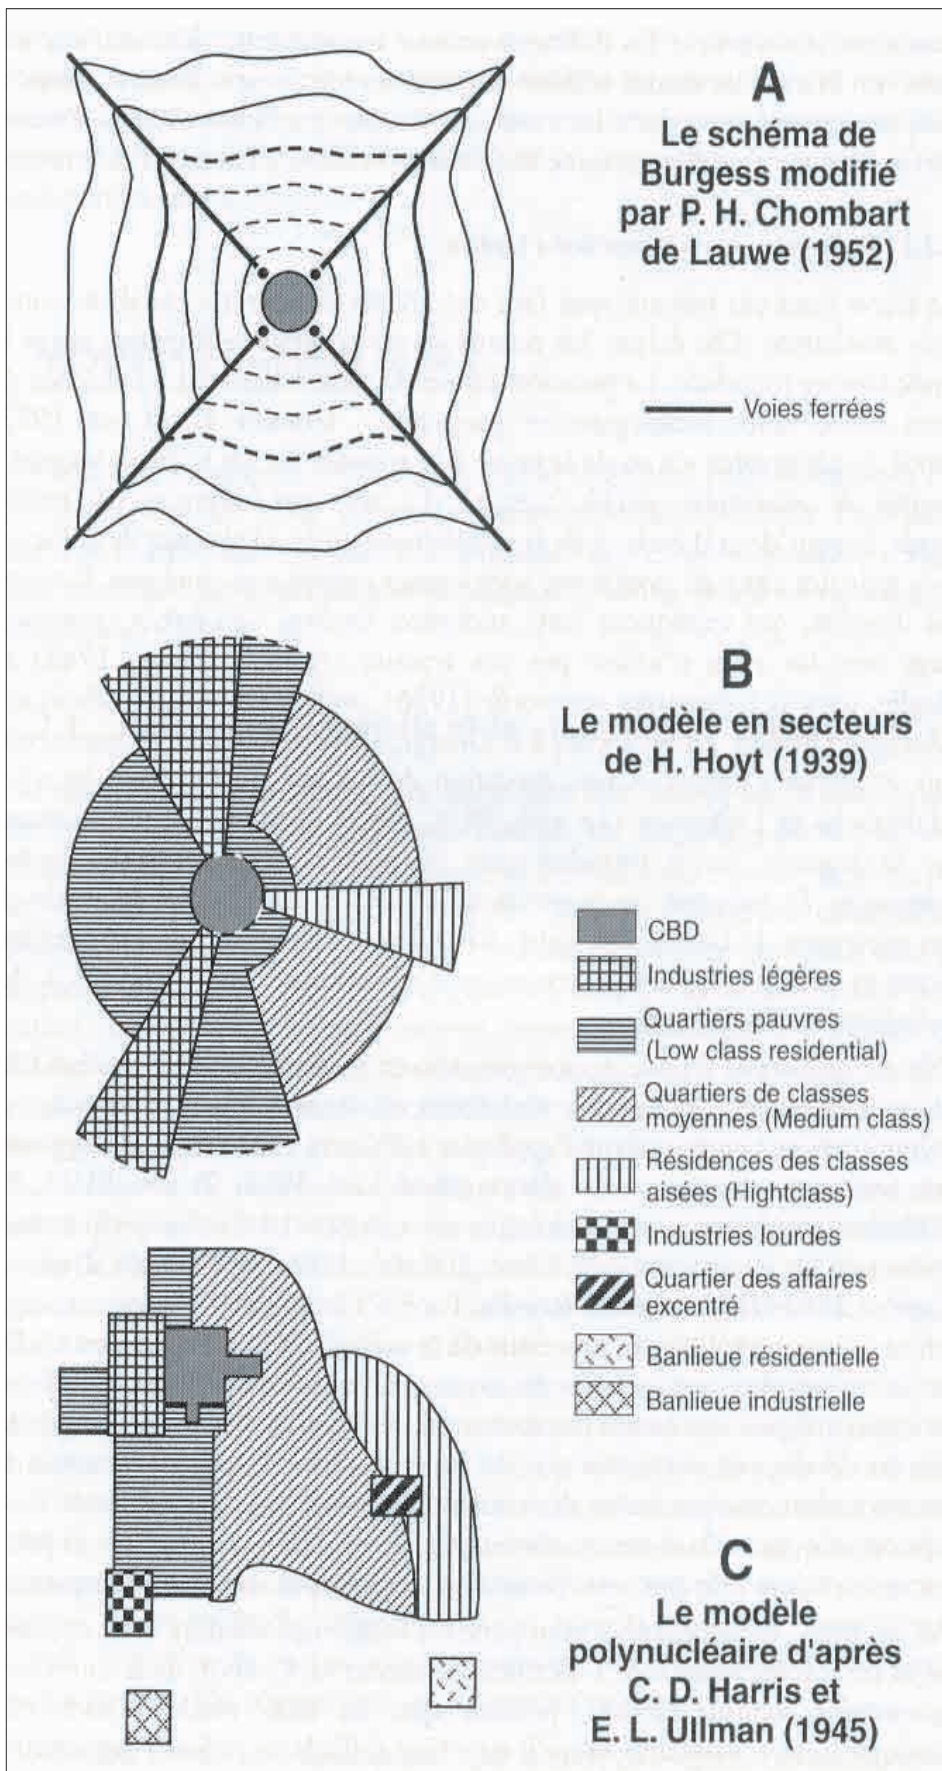 A
Le schéma de
Burgess modifié
par P. H. Chombart
de Lauwe (1952)
Voies ferrées
B
Le modèle en secteurs
de H. Hoyt (1939)
CBD
Industries légères
Quartiers pauvres
(Low class residential)
Quartiers de classes
moyennes (Medium class)
Résidences des classes
aisées (Hightclass)
Industries lourdes
Quartier des affaires
excentré
Banlieue résidentielle
Banlieue industrielle
C
Le modèle
polynucléaire d'après
C. D. Harris et
E. L. Ullman (1945)